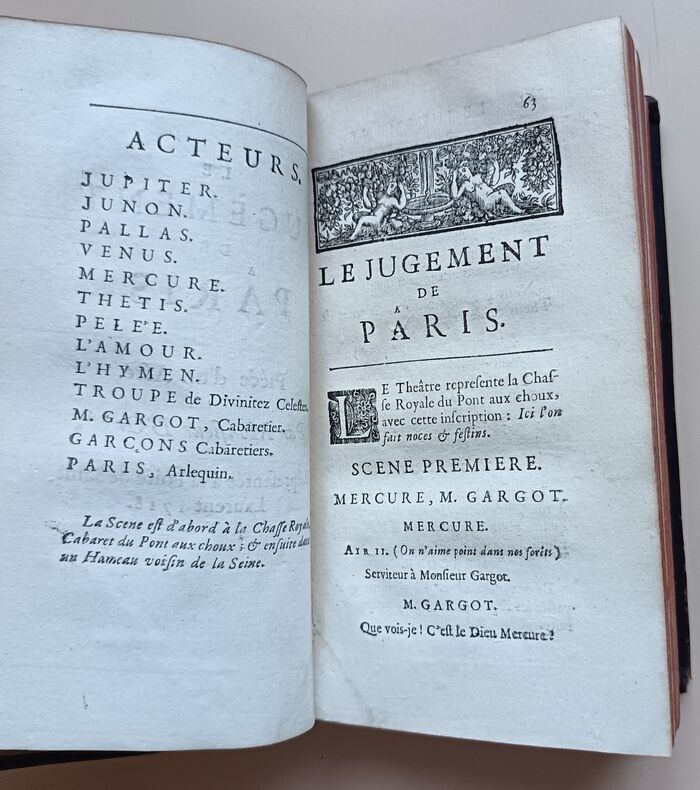 ACTEURS.
JUPITER.
JUNON.
PALLAS.
VENUS.
MERCURE.
THETIS.
PELE'E.
L'AMOUR.
L'HYMEN.
TROUPE de Divinitez Celestes.
M. GARGOT, Cabaretier.
GARÇONS Cabaretiers.
PARIS, Arlequin.
La Scene est d'abord à la Chasse Royale
Cabaret du Pont aux choux; & ensuite dans
un Hameau voisin de la Seine.
63
LE JUGEMENT
DE
PARIS.
LE Theâtre represente la Chas-
se Royale du Pont aux choux,
avec cette inscription: Ici l'on
fait noces & festins.
SCENE PREMIERE.
MERCURE, M. GARGOT.
MERCURE.
AIR II. (On n'aime point dans nos forêts)
Serviteur à Monsieur Gargot.
M. GARGOT.
Que vois-je! C'est le Dieu Mercure?